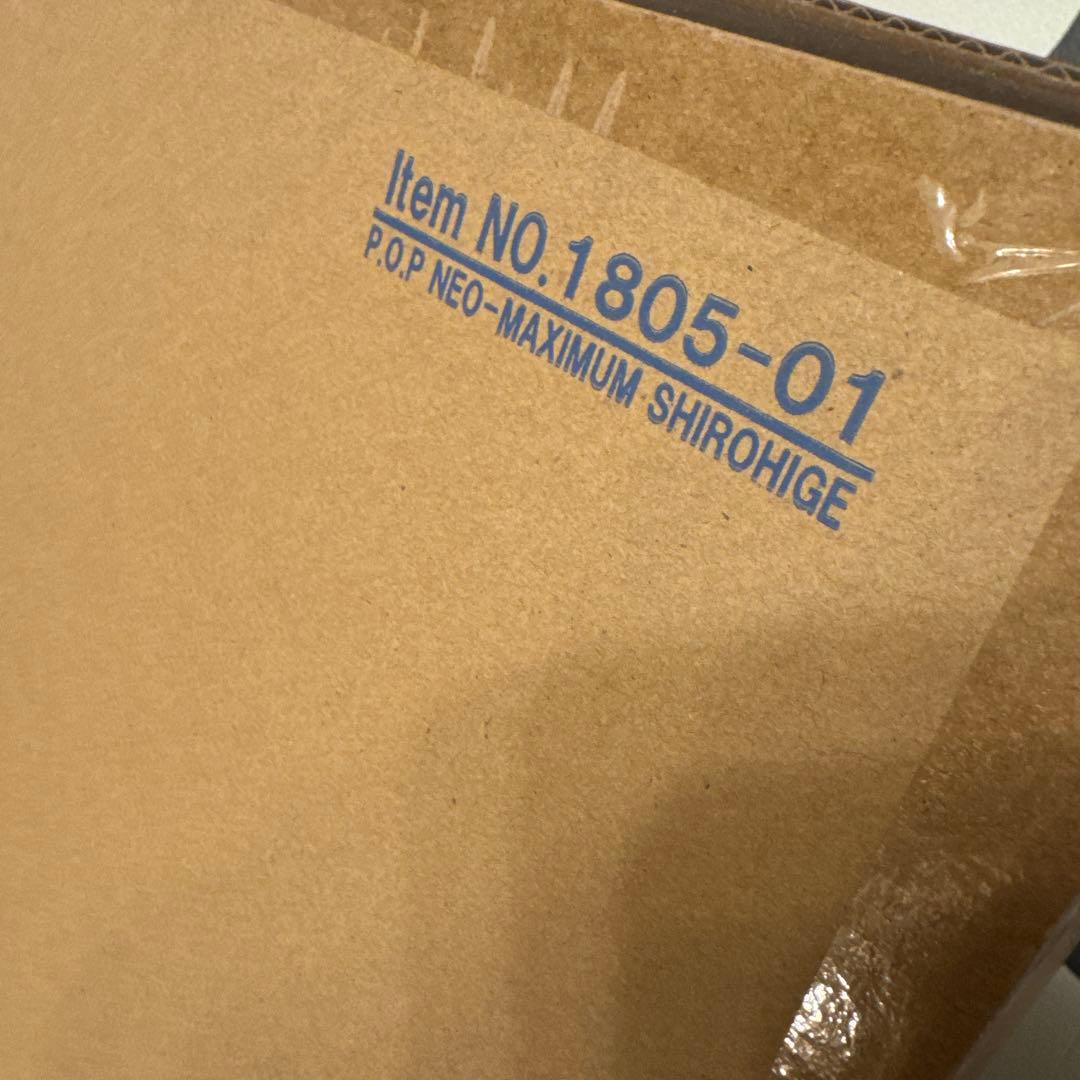 Item NO.1805-01
P.O.P NEO-MAXIMUM SHIROHIGE